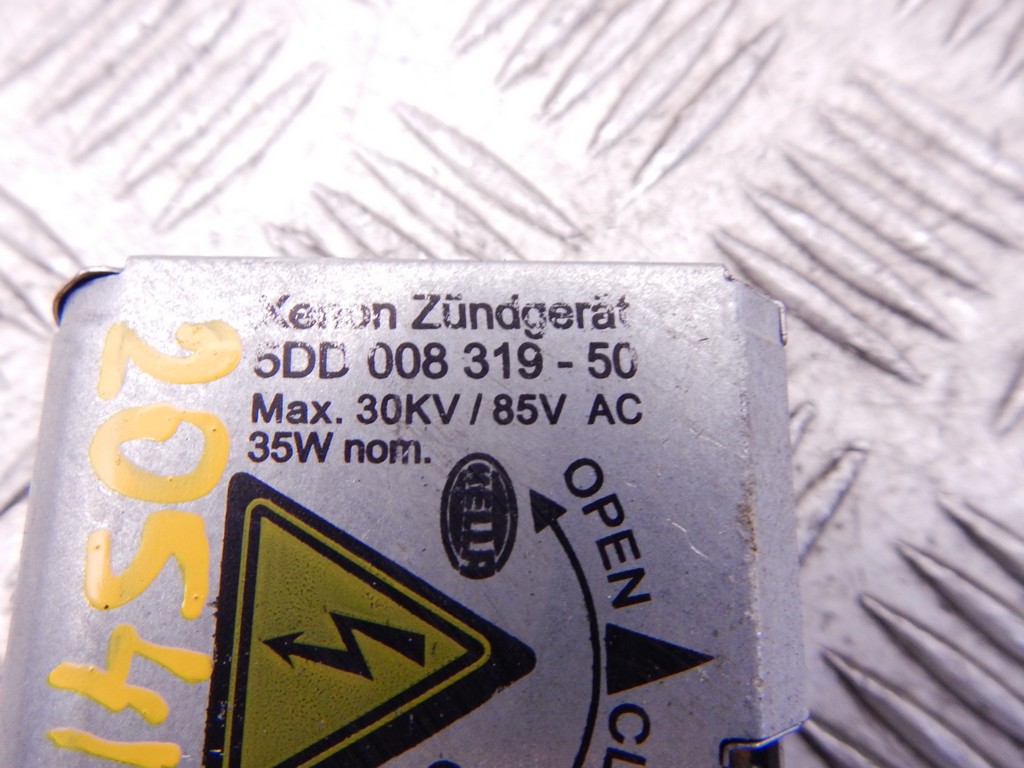 Xenon Zündgerät
5DD 008 319 - 50
Max. 30KV / 85V AC
35W nom.
HELLA
OPEN